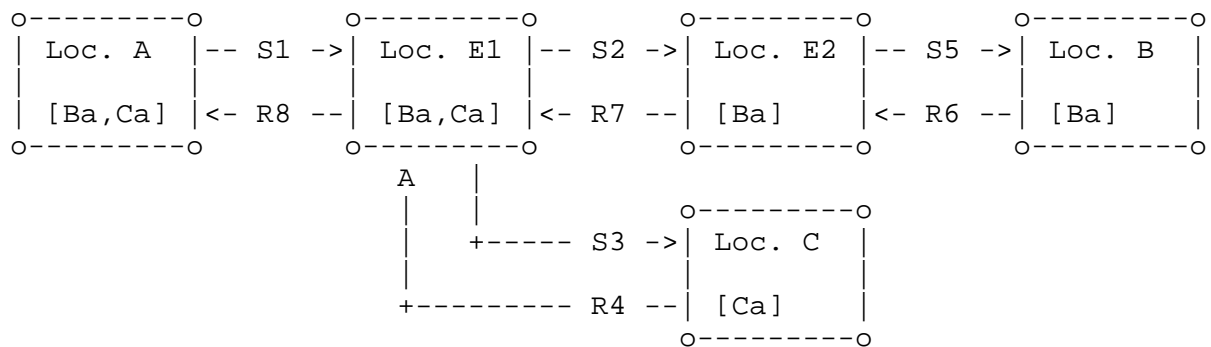 o---------o          o---------o          o---------o          o---------o
|  Loc. A  |-- S1 ->|  Loc. E1  |-- S2 ->|  Loc. E2  |-- S5 ->|  Loc. B  |
| [Ba,Ca] |<- R8 --| [Ba,Ca] |<- R7 --| [Ba]    |<- R6 --| [Ba]    |
o---------o          o---------o          o---------o          o---------o
A    |
|    |          o---------o
|    +----- S3 ->|  Loc. C  |
+--------- R4 --| [Ca]    |
o---------o